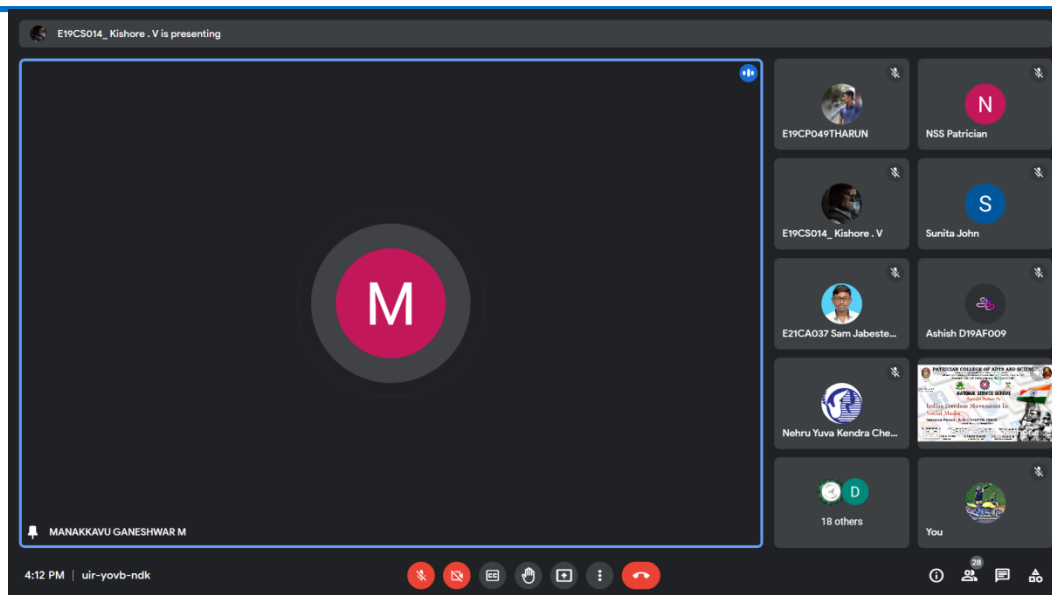 E19CS014_ Kishore . V is presenting
M
MANAKKAVU GANESHWAR M
E19CP049THARUN
N
NSS Patrician
E19CS014_ Kishore . V
S
Sunita John
E21CA037 Sam Jabeste...
Ashish D19AF009
Nehru Yuva Kendra Che...
PATRICIAN COLLEGE OF ARTS AND SCIENCE
NATIONAL SERVICE SCHEME
Indian Freedom Movements In
Social Media
D
18 others
You
4:12 PM | uir-yovb-ndk
CC
28